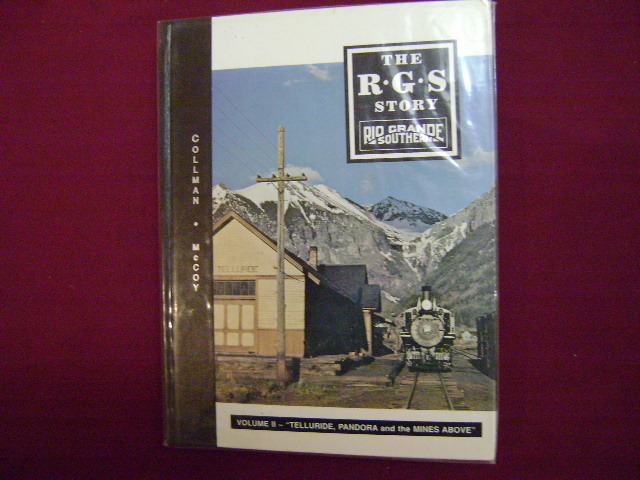 THE
R·G·S
STORY
RIO GRANDE
SOUTHERN
COLLMAN • McCOY
TELLURIDE
VOLUME II – "TELLURIDE, PANDORA and the MINES ABOVE"